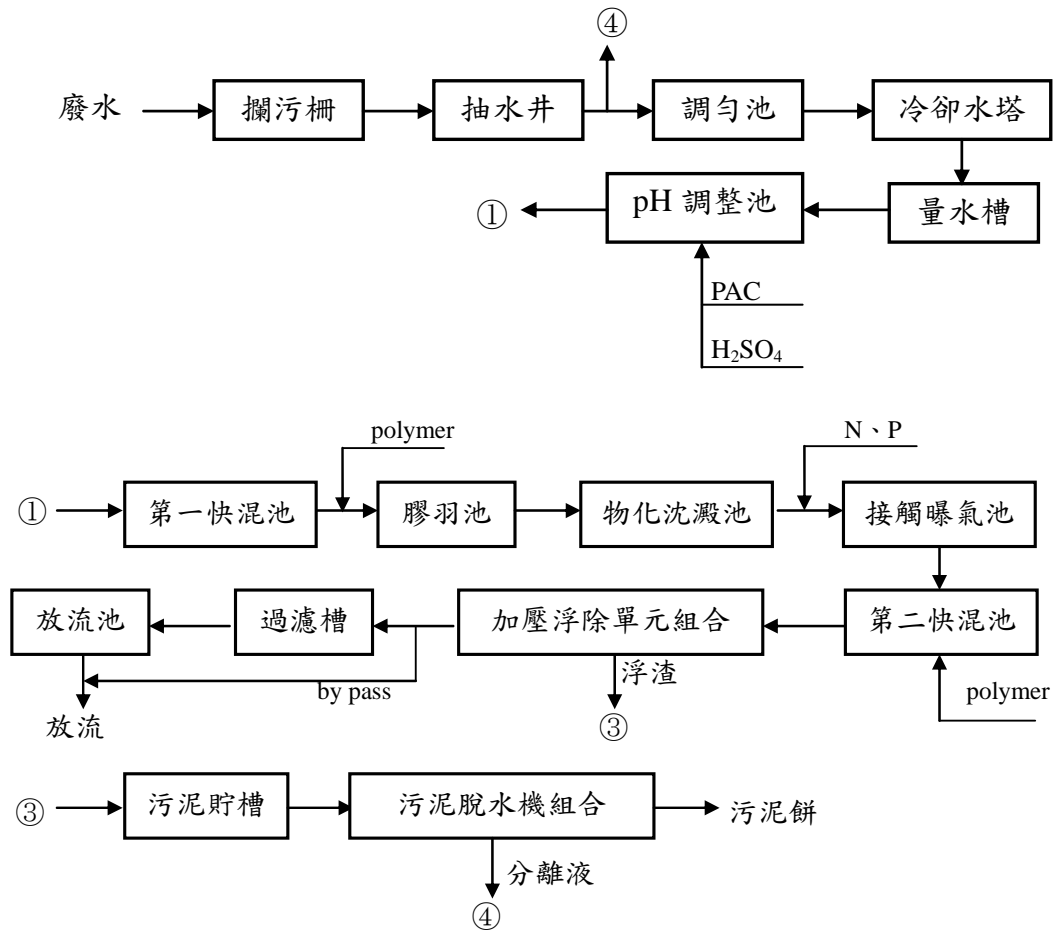 ④
廢水
攔污柵
抽水井
調勻池
冷卻水塔
①
pH 調整池
量水槽
PAC
H₂SO₄
polymer
N、P
①
第一快混池
膠羽池
物化沈澱池
接觸曝氣池
放流池
過濾槽
加壓浮除單元組合
第二快混池
by pass
浮渣
polymer
放流
③
③
污泥貯槽
污泥脫水機組合
污泥餅
分離液
④